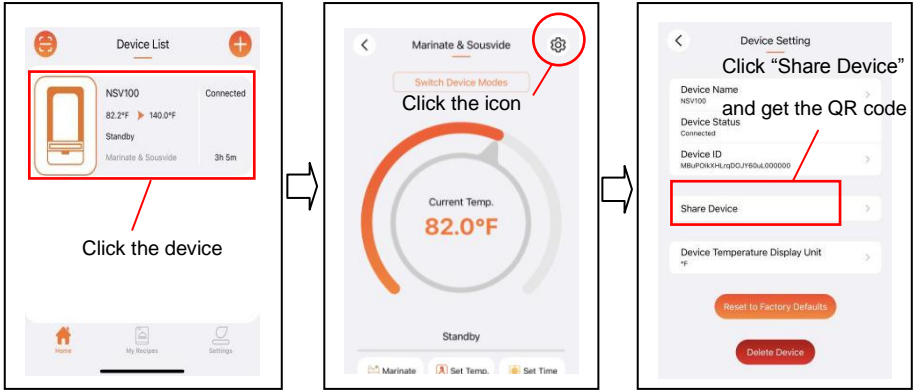 Device List
NSV100
Connected
82.2°F 140.0°F
Standby
Marinate & Sousvide
3h 5m
Click the device
Home
My Recipes
Settings
Marinate & Sousvide
Switch Device Modes
Click the icon
Current Temp.
82.0°F
Standby
Marinate
Set Temp.
Set Time
Device Setting
Click “Share Device”
and get the QR code
Device Name
NSV100
Device Status
Connected
Device ID
Share Device
Device Temperature Display Unit
°F
Reset to Factory Defaults
Delete Device